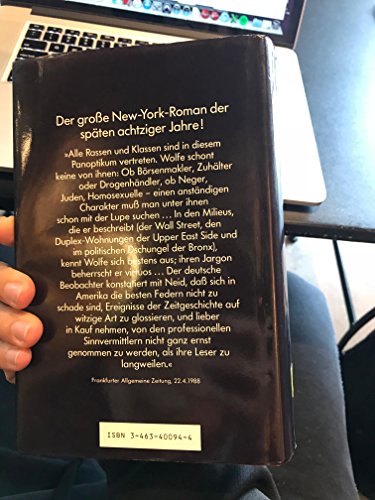 Der große New-York-Roman der
späten achtziger Jahre!
»Alle Rassen und Klassen sind in diesem
Panoptikum vertreten. Wolfe schont
keine von ihnen: Ob Börsenmakler, Zuhälter
oder Drogenhändler, ob Neger,
Juden, Homosexuelle – einen anständigen
Charakter muß man unter ihnen
schon mit der Lupe suchen ... In den Milieus,
die er beschreibt (der Wall Street, den
Duplex-Wohnungen der Upper East Side und
im politischen Dschungel der Bronx),
kennt Wolfe sich bestens aus; ihren Jargon
beherrscht er virtuos ... Der deutsche
Beobachter konstatiert mit Neid, daß sich in
Amerika die besten Federn nicht zu
schade sind, Ereignisse der Zeitgeschichte auf
witzige Art zu glossieren, und lieber
in Kauf nehmen, von den professionellen
Sinnvermittlern nicht ganz ernst
genommen zu werden, als ihre Leser zu
langweilen.«
Frankfurter Allgemeine Zeitung, 22.4.1988
ISBN 3-463-40094-4